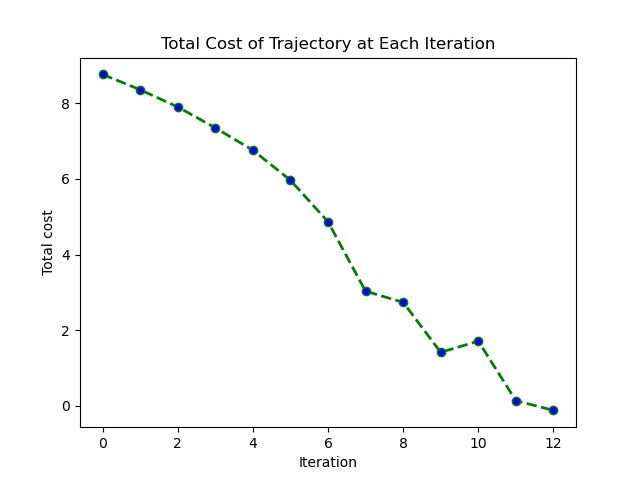 Total Cost of Trajectory at Each Iteration
8
6
4
2
0
Total cost
0 2 4 6 8 10 12
Iteration